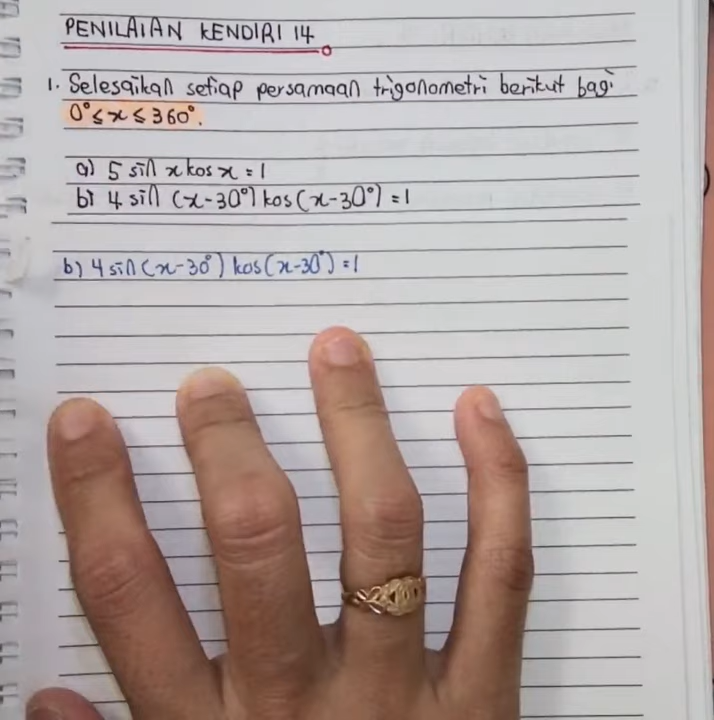 PENILAIAN KENDIRI 14
1. Selesaikan setiap persamaan trigonometri berikut bagi
0° ≤ x ≤ 360°.
a) 5 sin x kos x = 1
b) 4 sin (x-30°) kos (x-30°) = 1
b) 4 sin (x-30°) kos (x-30°) = 1